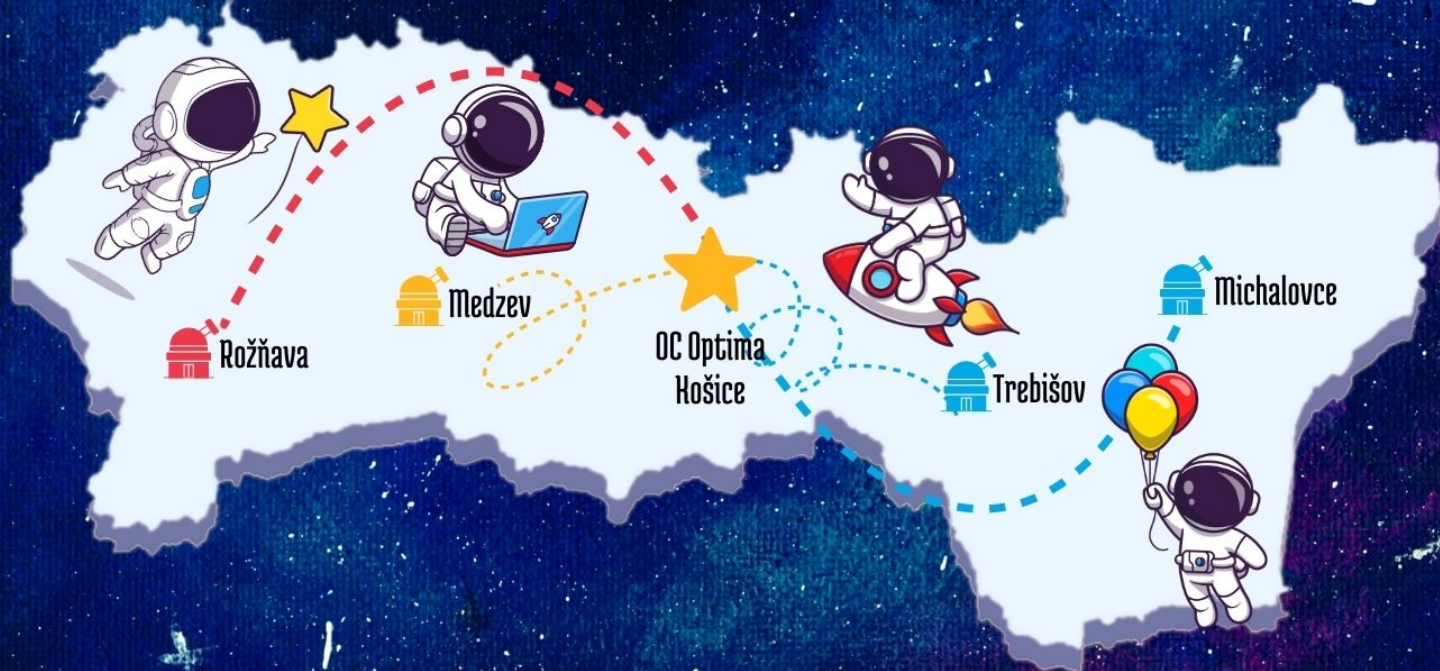 Medzev
Michalovce
Rožňava
OC Optima
Košice
Trebišov